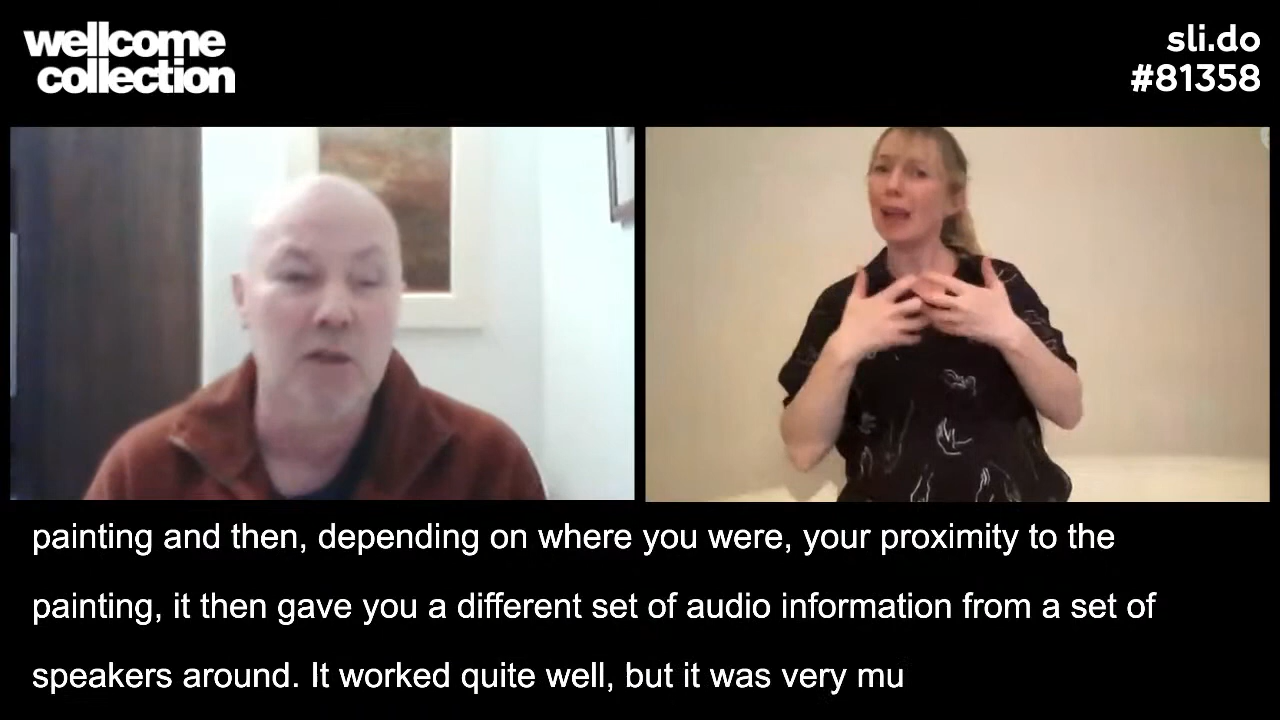 wellcome
collection
sli.do
#81358
painting and then, depending on where you were, your proximity to the
painting, it then gave you a different set of audio information from a set of
speakers around. It worked quite well, but it was very mu